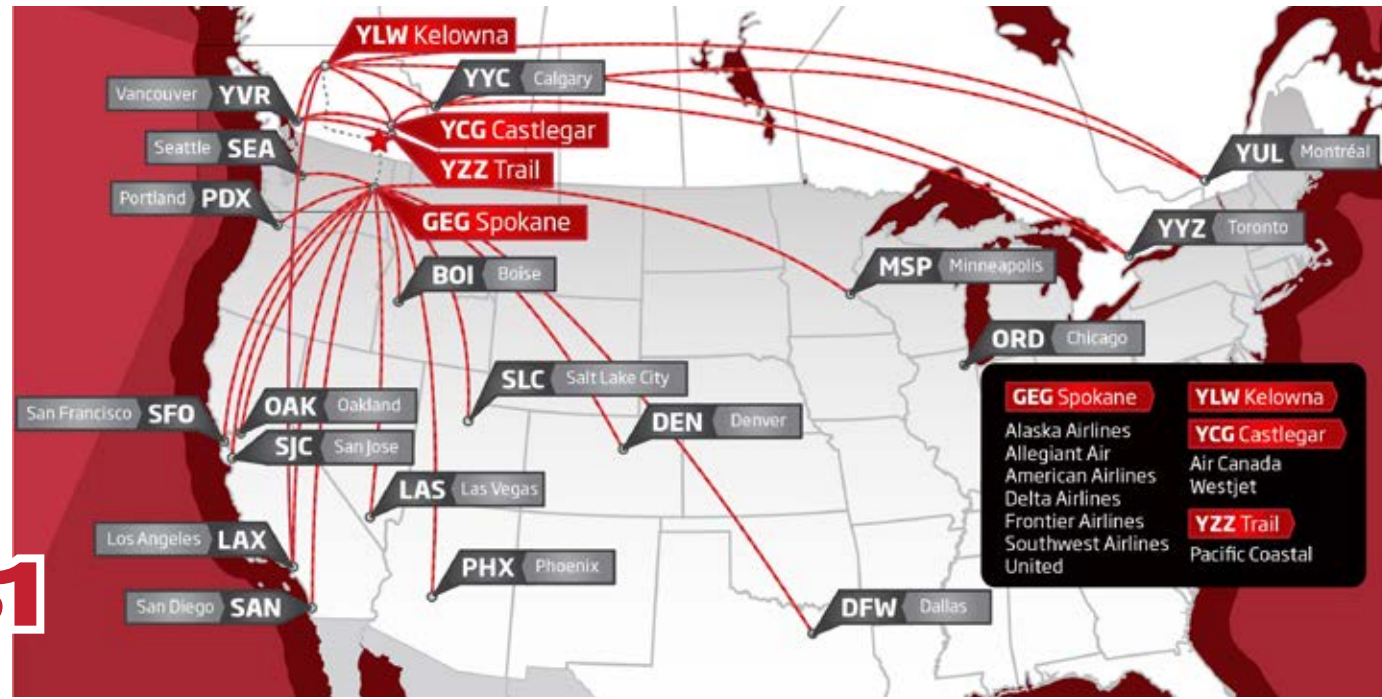 YLW Kelowna
YYC Calgary
Vancouver YVR
YCG Castlegar
Seattle SEA
YZZ Trail
YUL Montréal
Portland PDX
GEG Spokane
YYZ Toronto
BOI Boise
MSP Minneapolis
ORD Chicago
SLC Salt Lake City
San Francisco SFO
OAK Oakland
DEN Denver
SJC San Jose
LAS Las Vegas
Los Angeles LAX
PHX Phoenix
San Diego SAN
DFW Dallas
GEG Spokane
Alaska Airlines
Allegiant Air
American Airlines
Delta Airlines
Frontier Airlines
Southwest Airlines
United
YLW Kelowna
YCG Castlegar
Air Canada
Westjet
YZZ Trail
Pacific Coastal